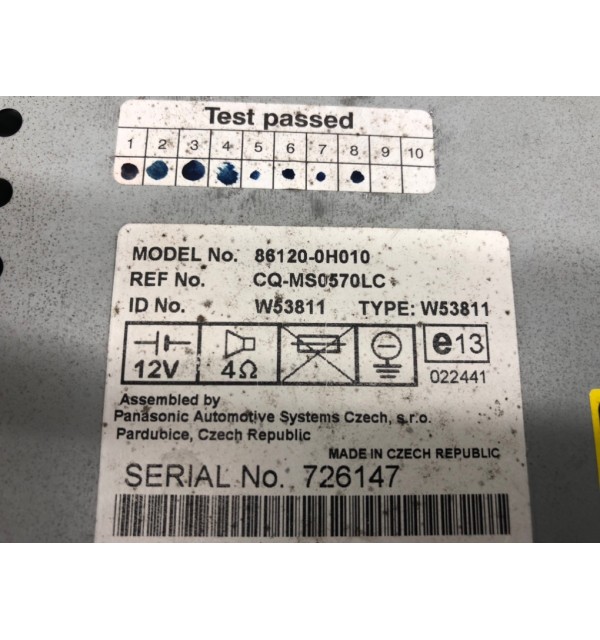 Test passed
1 2 3 4 5 6 7 8 9 10
MODEL No. 86120-0H010
REF No. CQ-MS0570LC
ID No. W53811 TYPE: W53811
12V 4Ω e13
022441
Assembled by
Panasonic Automotive Systems Czech, s.r.o.
Pardubice, Czech Republic
MADE IN CZECH REPUBLIC
SERIAL No. 726147